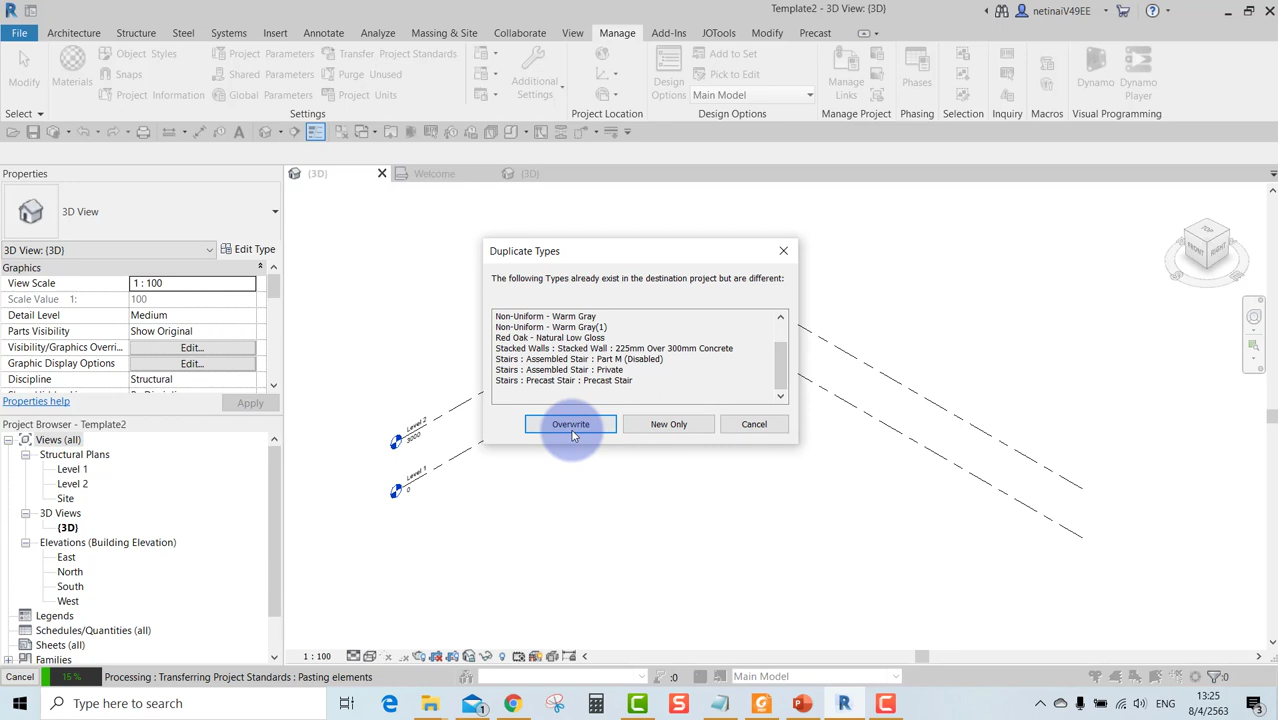 Template2 - 3D View: {3D}
netinaiV49EE
File Architecture Structure Steel Systems Insert Annotate Analyze Massing & Site Collaborate View Manage Add-Ins JOTools Modify Precast
Modify
Select
Materials
Object Styles
Snaps
Project Information
Project Parameters
Shared Parameters
Global Parameters
Transfer Project Standards
Purge Unused
Project Units
Additional
Settings
Settings
Project Location
Design
Options
Add to Set
Pick to Edit
Main Model
Design Options
Manage
Links
Manage Project
Phases
Phasing
Selection
Inquiry
Macros
Dynamo
Dynamo
Player
Visual Programming
Properties
3D View
3D View: {3D}
Edit Type
Graphics
View Scale 1 : 100
Scale Value 1: 100
Detail Level Medium
Parts Visibility Show Original
Visibility/Graphics Overri... Edit...
Graphic Display Options Edit...
Discipline Structural
Properties help
Apply
Project Browser - Template2
Views (all)
Structural Plans
Level 1
Level 2
Site
3D Views
{3D}
Elevations (Building Elevation)
East
North
South
West
Legends
Schedules/Quantities (all)
Sheets (all)
Families
{3D}
Welcome
{3D}
TOP
FRONT
RIGHT
Level 2
3000
Level 1
0
Duplicate Types
The following Types already exist in the destination project but are different:
Non-Uniform - Warm Gray
Non-Uniform - Warm Gray(1)
Red Oak - Natural Low Gloss
Stacked Walls : Stacked Wall : 225mm Over 300mm Concrete
Stairs : Assembled Stair : Part M (Disabled)
Stairs : Assembled Stair : Private
Stairs : Precast Stair : Precast Stair
Overwrite
New Only
Cancel
1 : 100
Cancel
15 %
Processing : Transferring Project Standards : Pasting elements
:0
Main Model
:0
Type here to search
ENG
13:25
8/4/2563